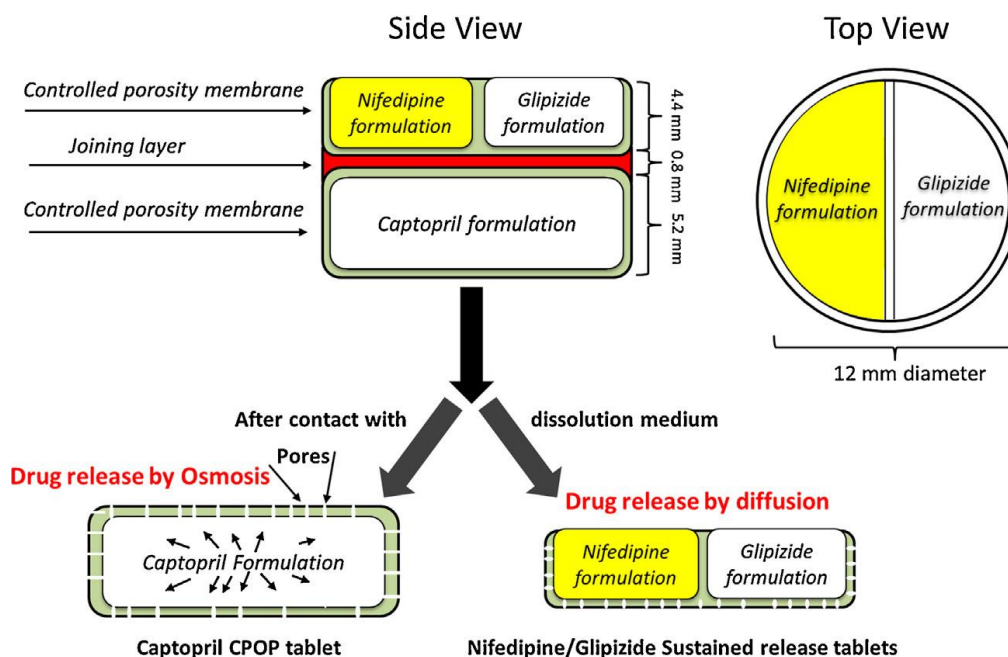 Side View
Top View
Controlled porosity membrane
Joining layer
Controlled porosity membrane
Nifedipine
formulation
Glipizide
formulation
Captopril formulation
4.4 mm
0.8 mm
5.2 mm
Nifedipine
formulation
Glipizide
formulation
12 mm diameter
After contact with
dissolution medium
Drug release by Osmosis
Pores
Captopril Formulation
Captopril CPOP tablet
Drug release by diffusion
Nifedipine
formulation
Glipizide
formulation
Nifedipine/Glipizide Sustained release tablets